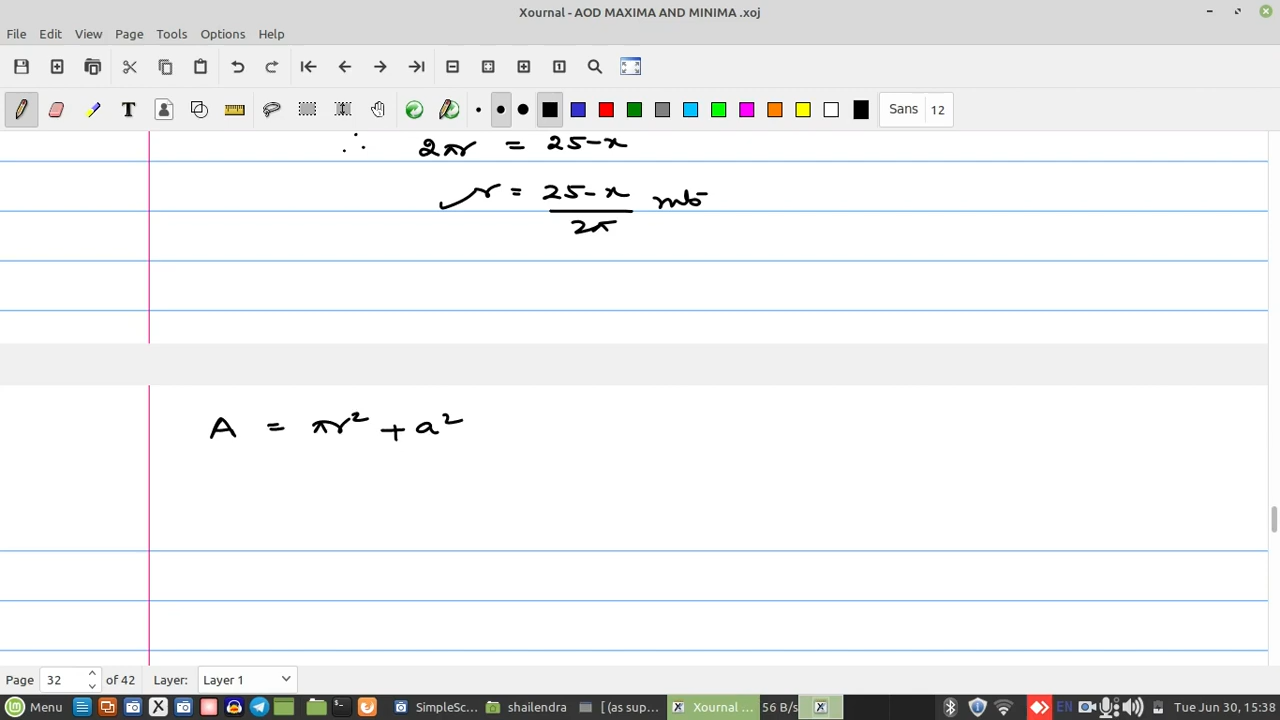 Xournal - AOD MAXIMA AND MINIMA .xoj
File Edit View Page Tools Options Help
Sans 12
∴ 2πr = 25-x
r = 25-x / 2π mts
A = πr² + a²
Page 32 of 42 Layer: Layer 1
Menu SimpleSc... shailendra [ (as sup... Xournal ... 56 B/s EN Tue Jun 30, 15:38